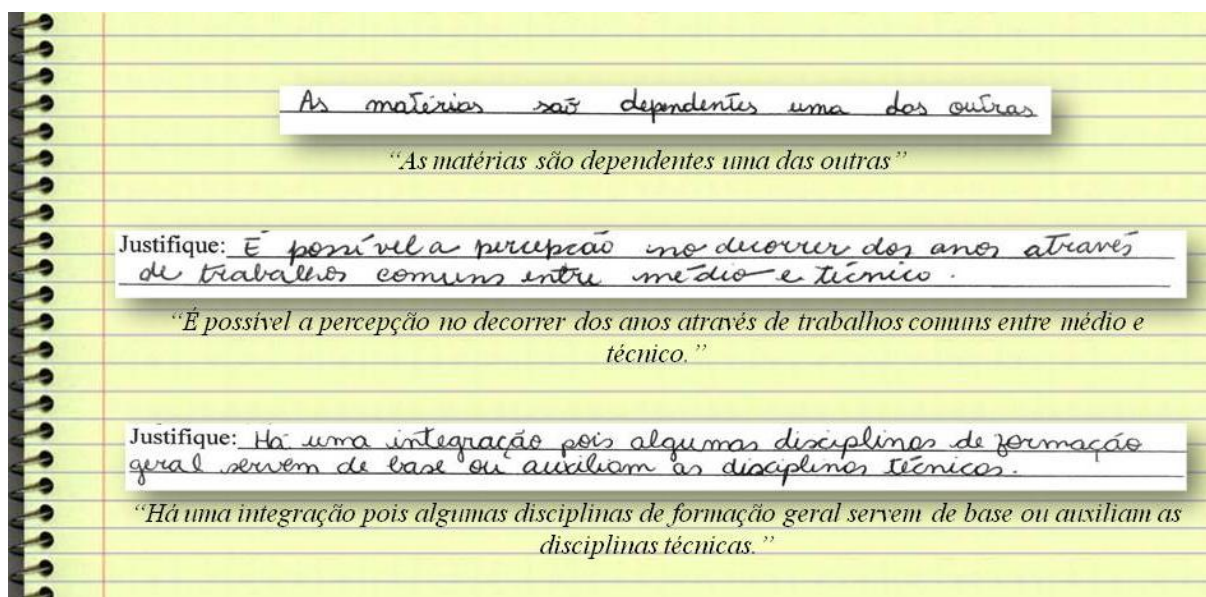 As matérias são dependentes uma das outras
“As matérias são dependentes uma das outras”
Justifique: É possível a percepção no decorrer dos anos através
de trabalhos comuns entre médio e técnico.
“É possível a percepção no decorrer dos anos através de trabalhos comuns entre médio e
técnico.”
Justifique: Há uma integração pois algumas disciplinas de formação
geral servem de base ou auxiliam as disciplinas técnicas.
“Há uma integração pois algumas disciplinas de formação geral servem de base ou auxiliam as
disciplinas técnicas.”